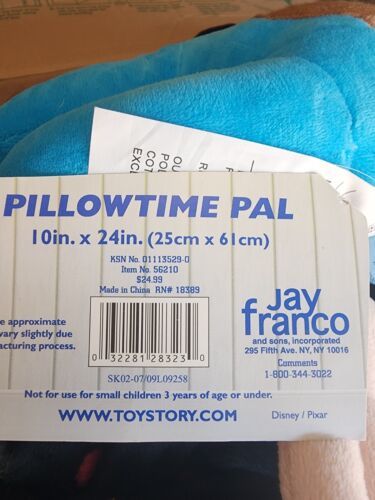 PO
COT
EXC
PILLOWTIME PAL
10in. x 24in. (25cm x 61cm)
KSN No. 01113529-0
Item No. 56210
$24.99
Made in China RN# 18389
e approximate
vary slightly due
acturing process.
0 32281 28323 0
SK02-07/09L09258
Jay
franco
and sons, incorporated
295 Fifth Ave. NY, NY 10016
Comments
1-800-344-3022
Not for use for small children 3 years of age or under.
WWW.TOYSTORY.COM
Disney / Pixar